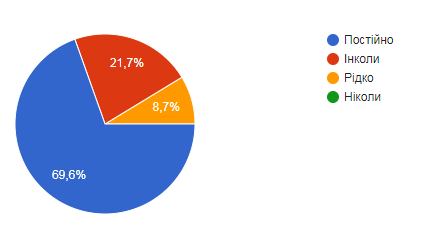 21,7%
8,7%
69,6%
Постійно
Інколи
Рідко
Ніколи